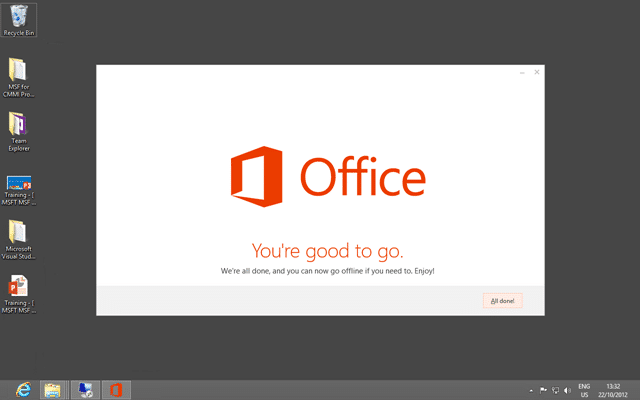 Recycle Bin
MSF for
CMMI Pro...
Team
Explorer
Training - [
MSFT MSF ...
Microsoft
Visual Stud...
Training - [
MSFT MSF ...
Office
You're good to go.
We're all done, and you can now go offline if you need to. Enjoy!
All done!
ENG
US
13:32
22/10/2012